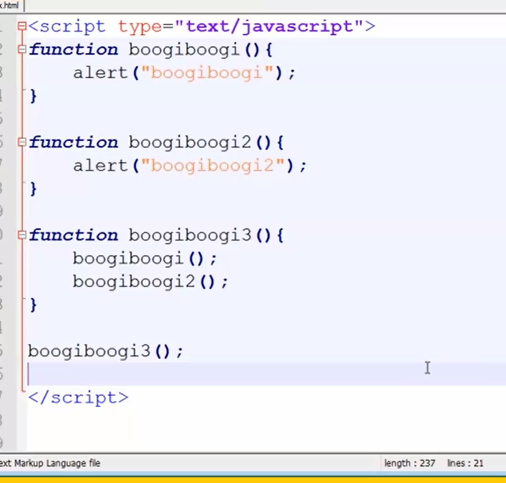 x.html
<script type="text/javascript">
function boogiboogi(){
    alert("boogiboogi");
}
function boogiboogi2(){
    alert("boogiboogi2");
}
function boogiboogi3(){
    boogiboogi();
    boogiboogi2();
}
boogiboogi3();
</script>
ext Markup Language file length : 237 lines : 21